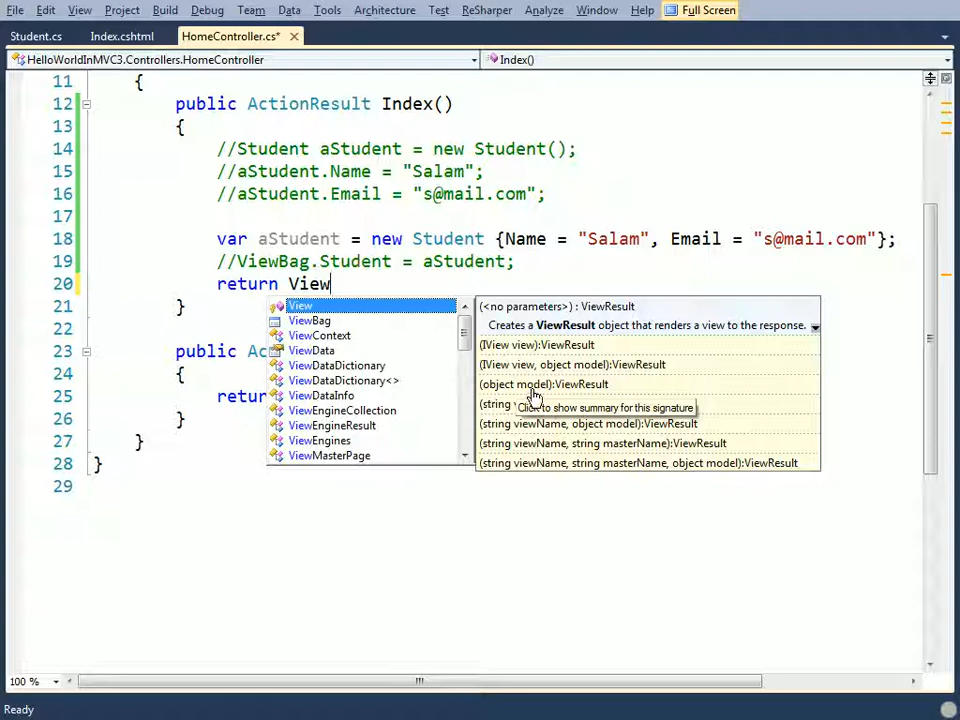 File Edit View Project Build Debug Team Data Tools Architecture Test ReSharper Analyze Window Help Full Screen
Student.cs Index.cshtml HomeController.cs*
HelloWorldInMVC3.Controllers.HomeController Index()
11 {
12 public ActionResult Index()
13 {
14 //Student aStudent = new Student();
15 //aStudent.Name = "Salam";
16 //aStudent.Email = "s@mail.com";
17
18 var aStudent = new Student {Name = "Salam", Email = "s@mail.com"};
19 //ViewBag.Student = aStudent;
20 return View
21 }
22
23 public Ac
24 {
25 retur
26 }
27 }
28 }
29
View
ViewBag
ViewContext
ViewData
ViewDataDictionary
ViewDataDictionary<>
ViewDataInfo
ViewEngineCollection
ViewEngineResult
ViewEngines
ViewMasterPage
(<no parameters>) : ViewResult
Creates a ViewResult object that renders a view to the response.
(IView view):ViewResult
(IView view, object model):ViewResult
(object model):ViewResult
(string
to show summary for this signature
(string viewName, object model):ViewResult
(string viewName, string masterName):ViewResult
(string viewName, string masterName, object model):ViewResult
100 %
Ready